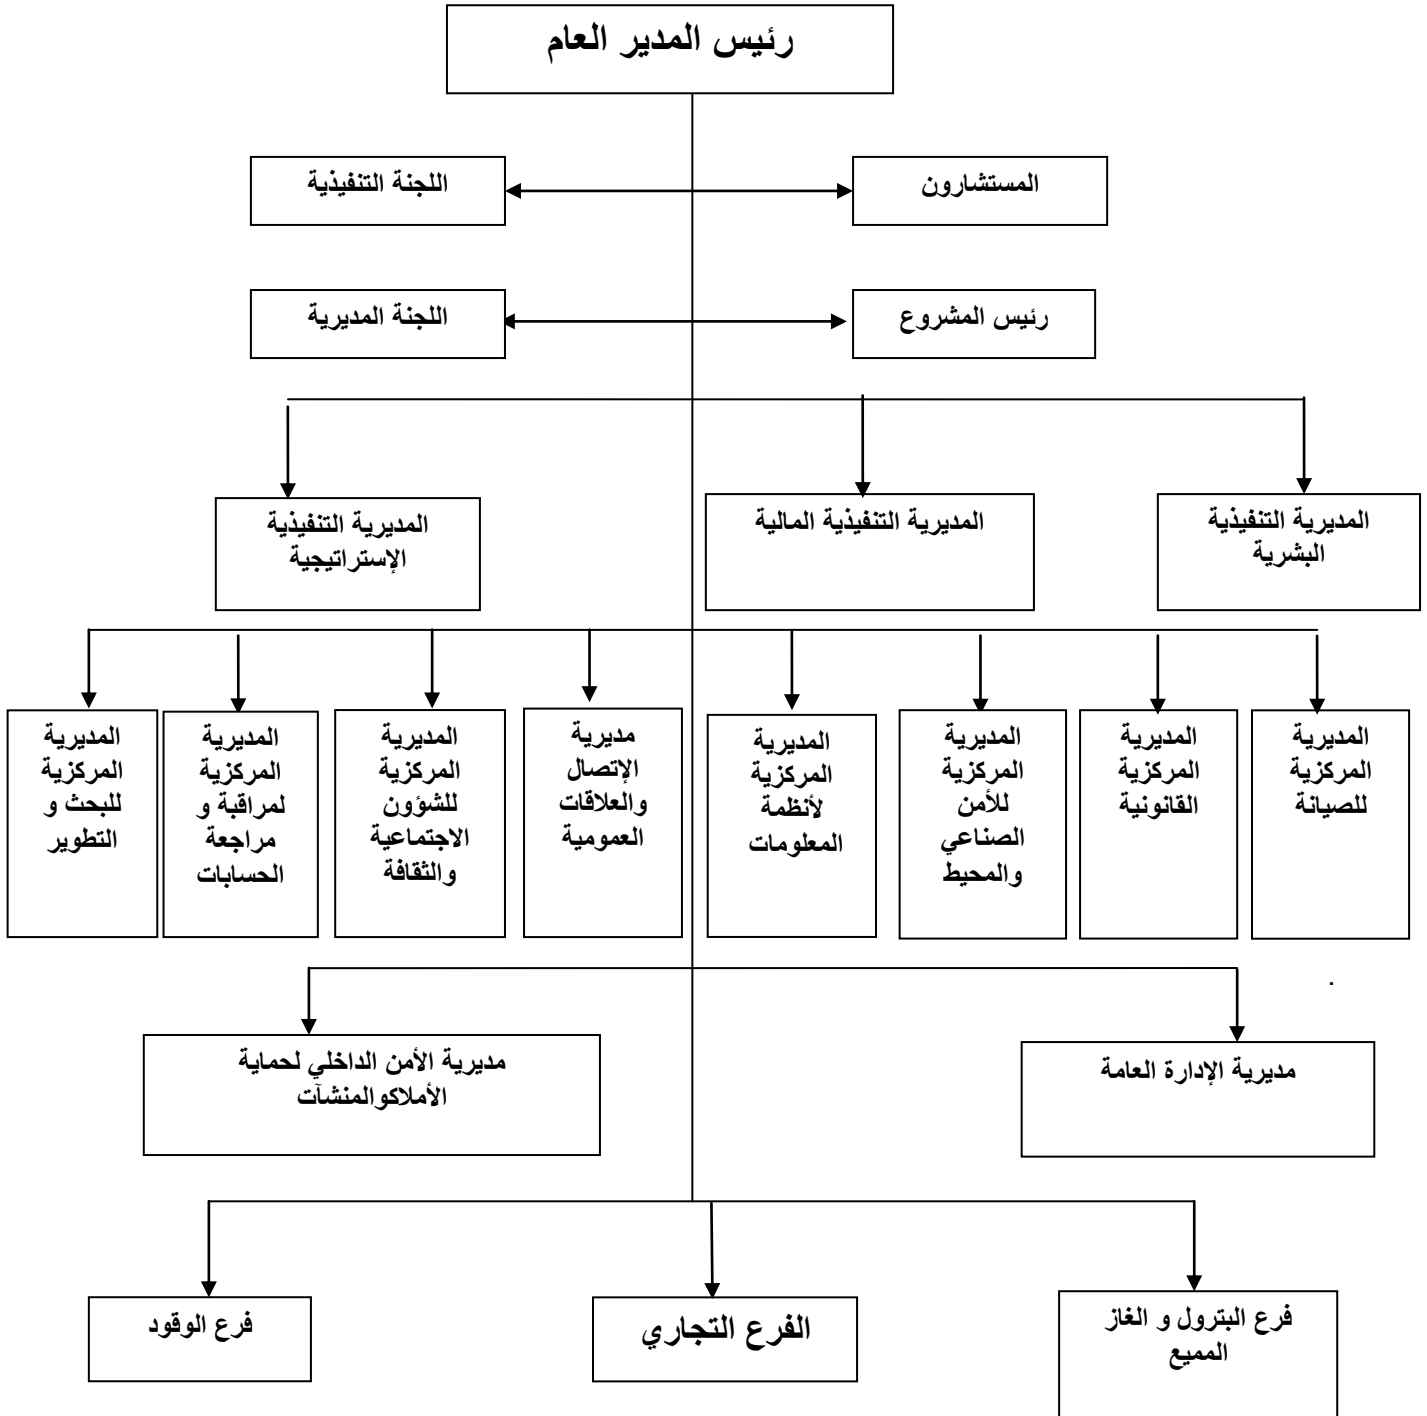 رئيس المدير العام
المستشارون
اللجنة التنفيذية
رئيس المشروع
اللجنة المديرية
المديرية التنفيذية
البشرية
المديرية التنفيذية المالية
المديرية التنفيذية
الإستراتيجية
المديرية
المركزية
للصيانة
المديرية
المركزية
القانونية
المديرية
المركزية
للأمن
الصناعي
والمحيط
المديرية
المركزية
لأنظمة
المعلومات
مديرية
الإتصال
والعلاقات
العمومية
المديرية
المركزية
للشؤون
الاجتماعية
والثقافة
المديرية
المركزية
لمراقبة و
مراجعة
الحسابات
المديرية
المركزية
للبحث و
التطوير
.
مديرية الإدارة العامة
مديرية الأمن الداخلي لحماية
الأملاكوالمنشآت
فرع البترول و الغاز
المميع
الفرع التجاري
فرع الوقود